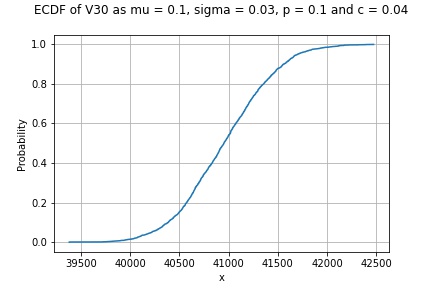 ECDF of V30 as mu = 0.1, sigma = 0.03, p = 0.1 and c = 0.04
1.0
0.8
0.6
0.4
0.2
0.0
Probability
39500 40000 40500 41000 41500 42000 42500
x